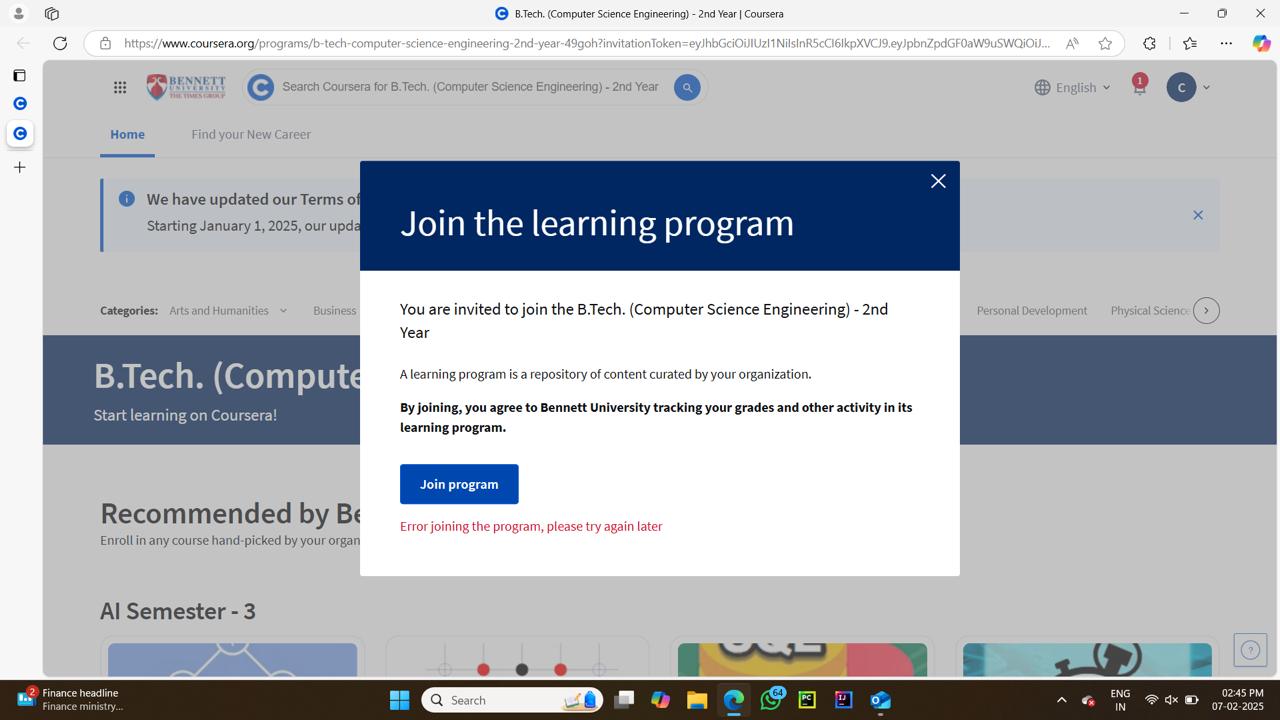 B.Tech. (Computer Science Engineering) - 2nd Year | Coursera
https://www.coursera.org/programs/b-tech-computer-science-engineering-2nd-year-49goh?invitationToken=eyJhbGciOiJIUzI1NiIsInR5cCI6IkpXVCJ9.eyJpbnZpdGF0aW9uSWQiOiJ...
BENNETT
UNIVERSITY
THE TIMES GROUP
Search Coursera for B.Tech. (Computer Science Engineering) - 2nd Year
English
1
C
Home
Find your New Career
We have updated our Terms of
Starting January 1, 2025, our upda
Join the learning program
You are invited to join the B.Tech. (Computer Science Engineering) - 2nd
Year
A learning program is a repository of content curated by your organization.
By joining, you agree to Bennett University tracking your grades and other activity in its
learning program.
Join program
Error joining the program, please try again later
Categories:
Arts and Humanities
Business
Personal Development
Physical Science
B.Tech. (Compute
Start learning on Coursera!
Recommended by Be
Enroll in any course hand-picked by your organ
AI Semester - 3
SQL
2
Finance headline
Finance ministry...
Search
64
PC
IJ
ENG
IN
02:45 PM
07-02-2025